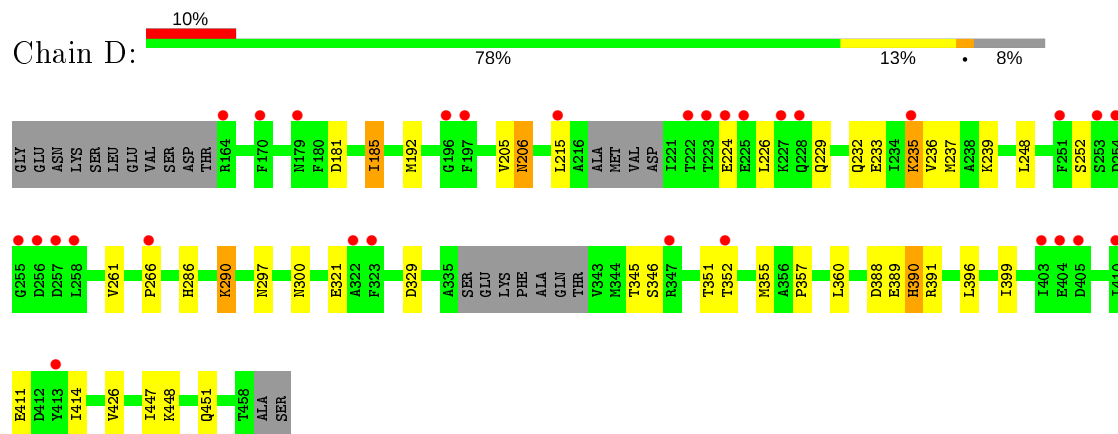 10%
Chain D:
78% 13% • 8%
GLY GLU ASN LYS SER LEU GLU VAL SER ASP THR R164 F170 N179 F180 D181 I185 M192 G196 F197 V205 N206 L215 A216 ALA MET VAL ASP I221 T222 T223 E224 E225 L226 K227 Q228 Q229 Q232 E233 I234 K235 V236 M237 A238 K239 L248 F251 S252 S253
G255 D256 D257 L258 V261 P266 H286 K290 N297 N300 E321 A322 F323 D329 A335 SER GLU LYS PHE ALA GLN THR V343 M344 T345 S346 R347 T351 T352 M355 A356 P357 L360 D388 E389 H390 R391 L396 I399 I403 E404 D405
E411 D412 Y413 I414 V426 I447 K448 Q451 T458 ALA SER